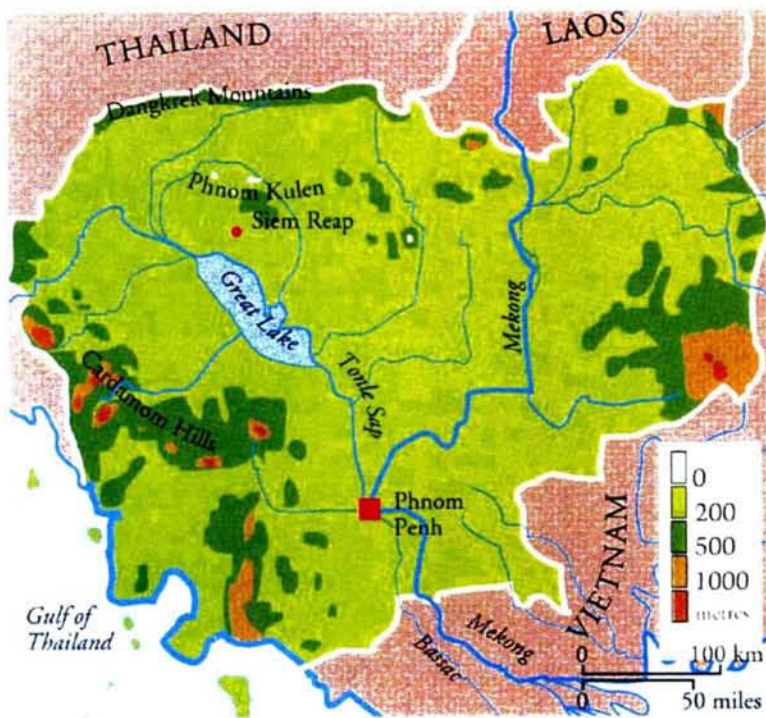 THAILAND
LAOS
Dangkrek Mountains
Phnom Kulen
Siem Reap
Great Lake
Mekong
Tonle Sap
Cardamom Hills
Phnom
Penh
Gulf of
Thailand
VIETNAM
Mekong
Bassac
0
200
500
1000
metres
0 100 km
0 50 miles